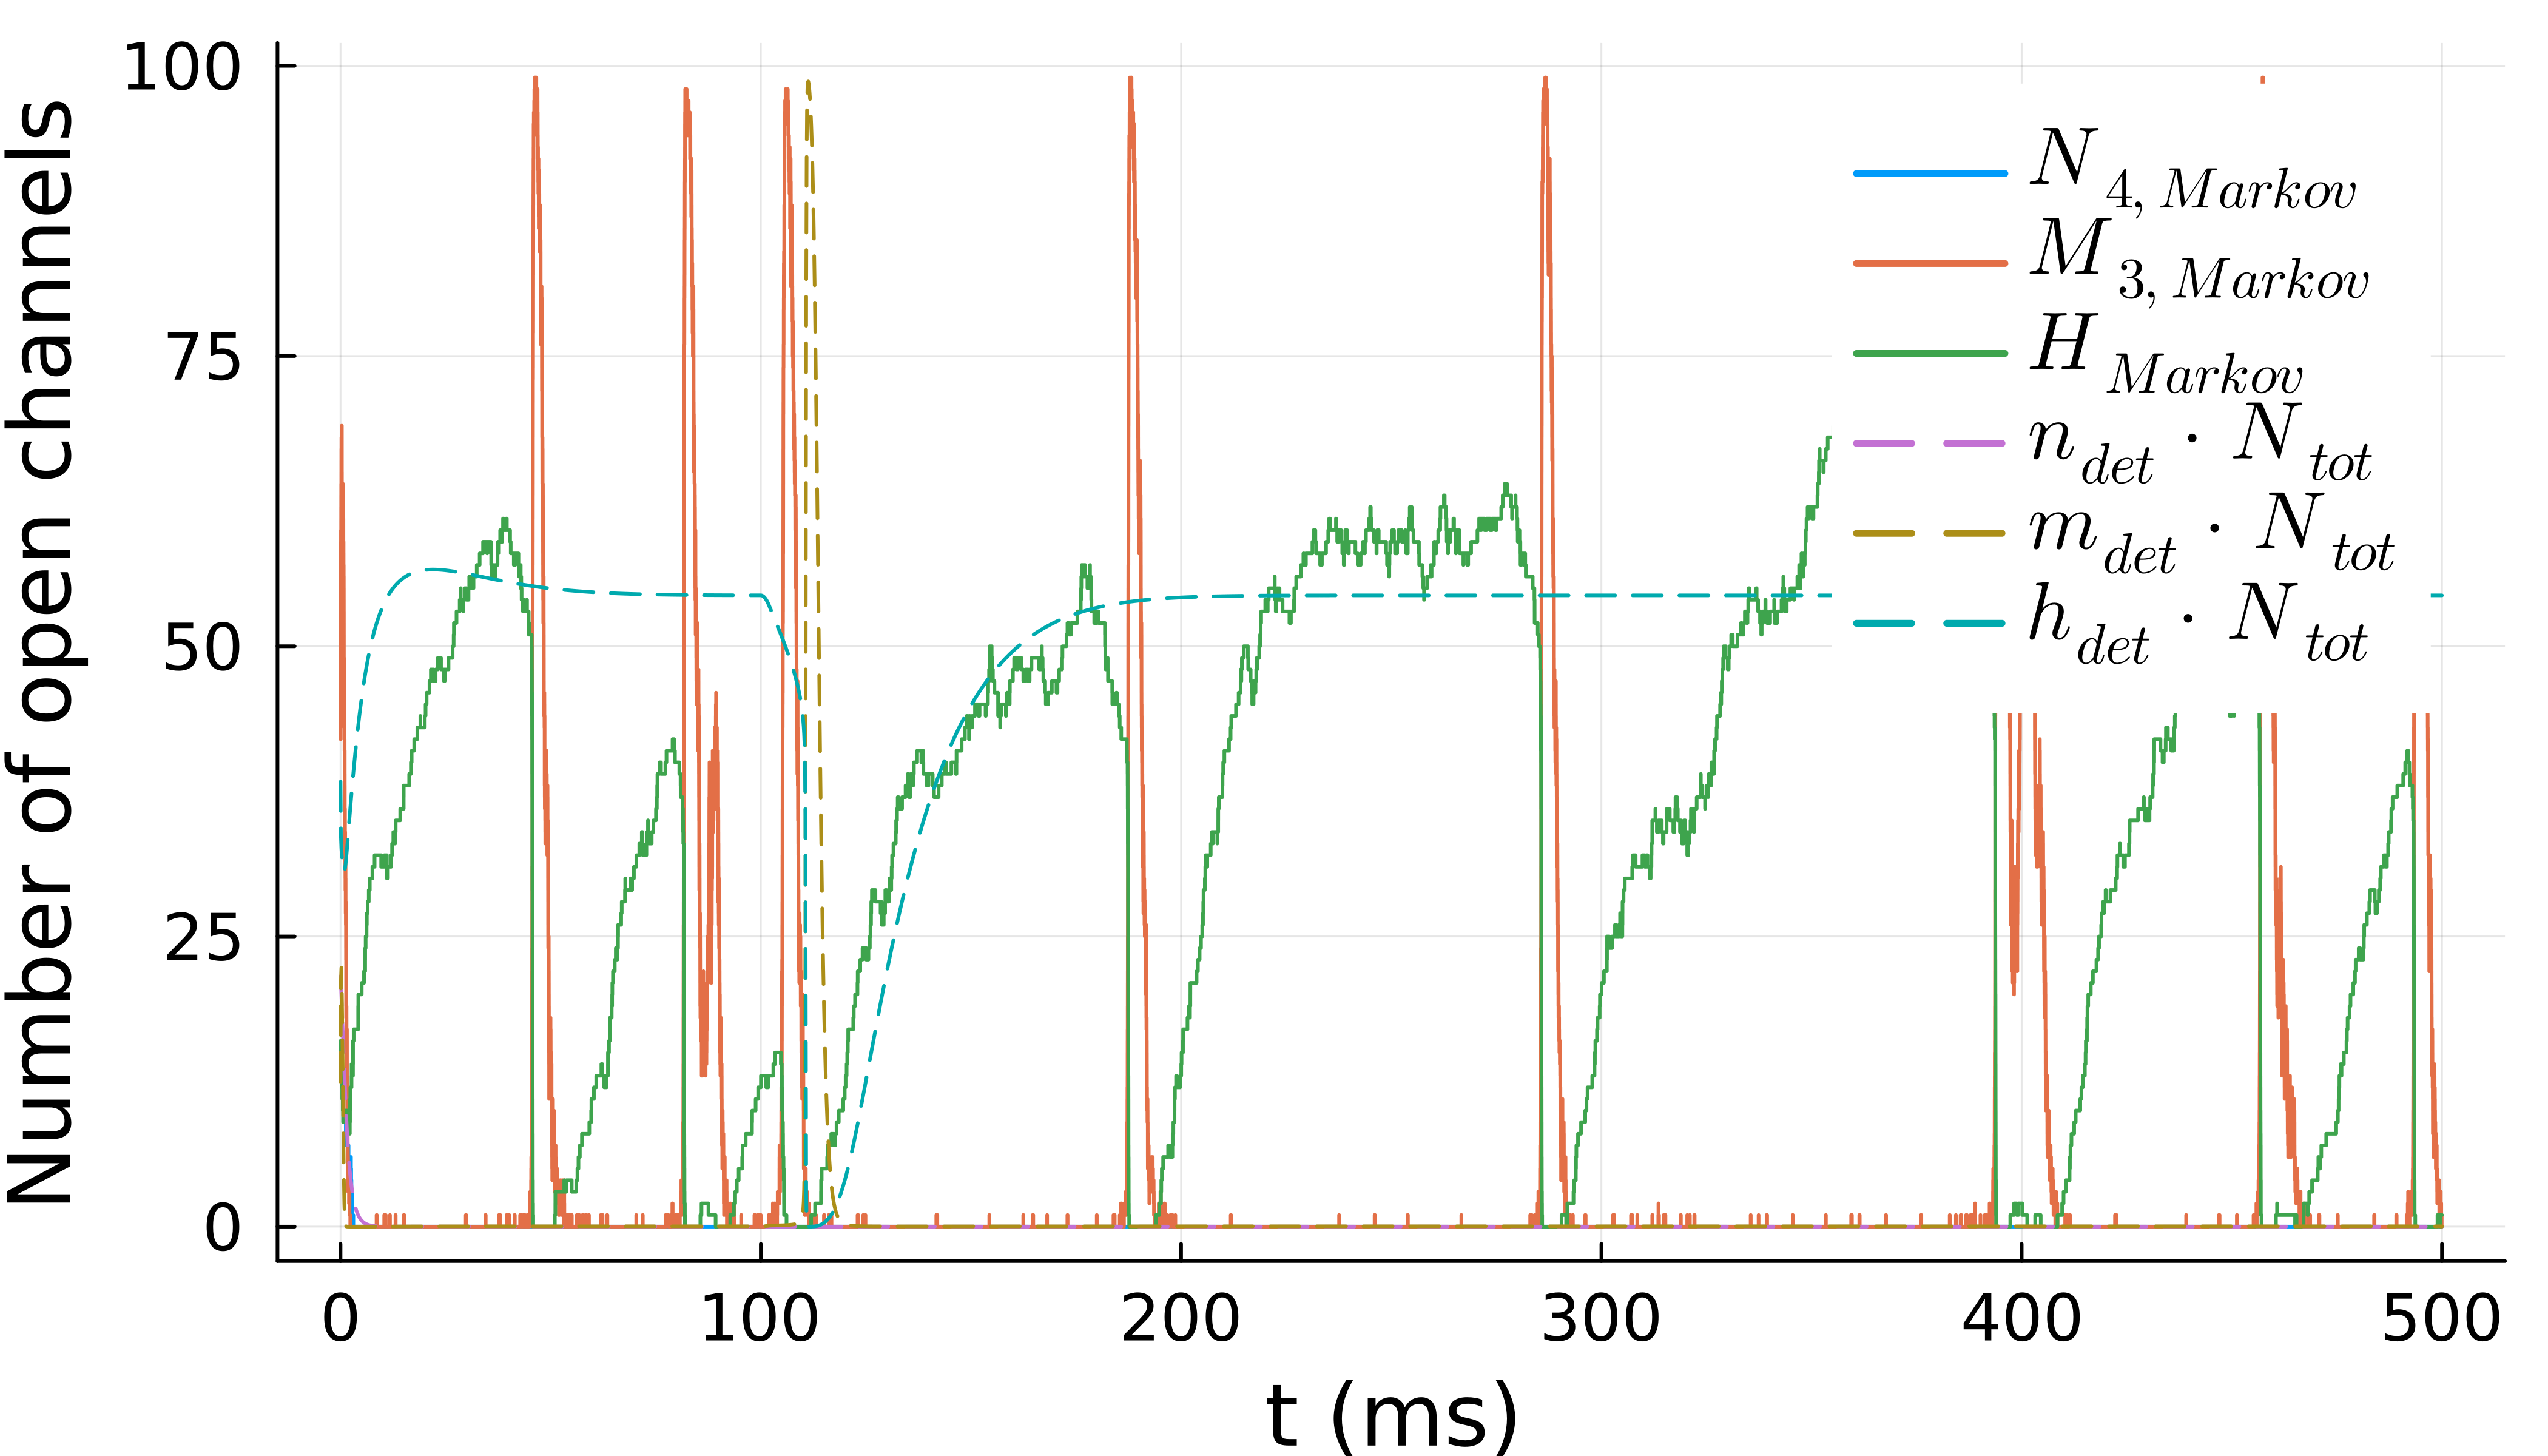 Number of open channels
100
75
50
25
0
0 100 200 300 400 500
t (ms)
N4, Markov
M3, Markov
HMarkov
ndet · Ntot
mdet · Ntot
hdet · Ntot